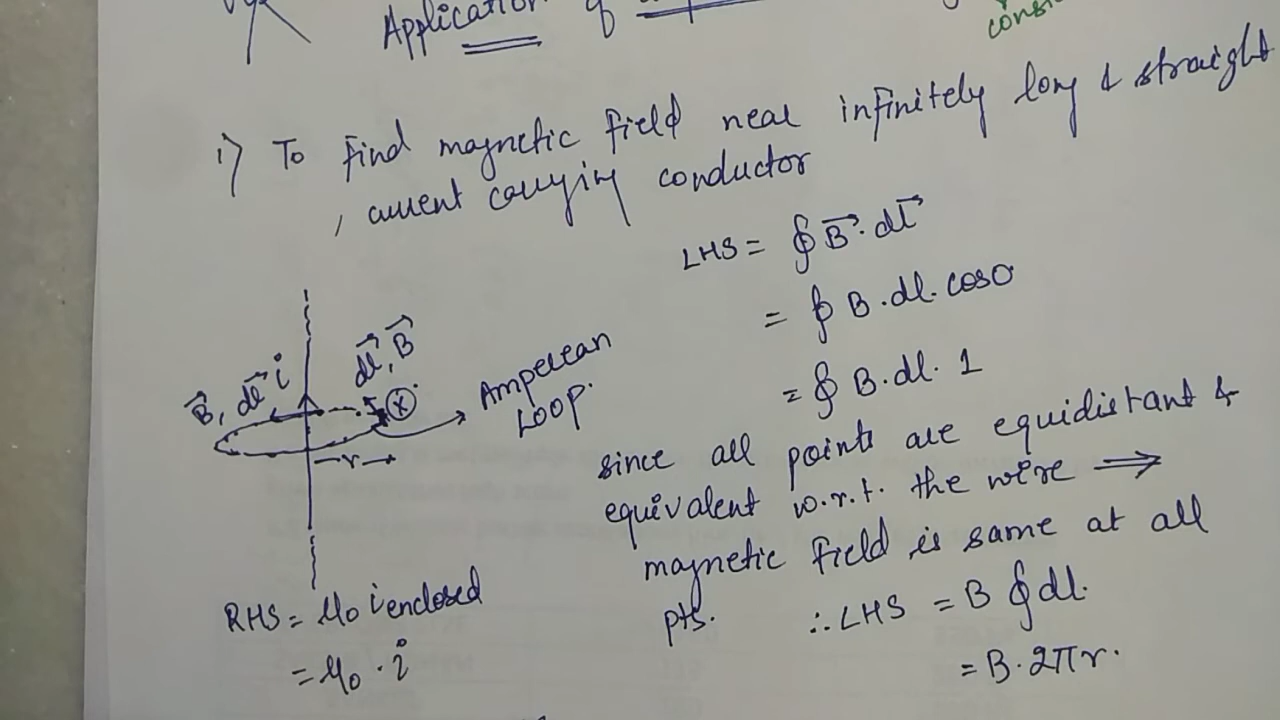 Application of
i) To find magnetic field near infinitely long & straight
, current carrying conductor
LHS = ∮ B⃗ · dl⃗
= ∮ B · dl · cos0
= ∮ B · dl · 1
i
dl⃗, B⃗
B⃗, dl⃗
Amperean
LOOP.
r
since all points are equidistant &
equivalent w.r.t. the wire ⟹
magnetic field is same at all
pts. ∴ LHS = B ∮ dl.
= B · 2πr.
RHS = μ₀ i enclosed
= μ₀ · i